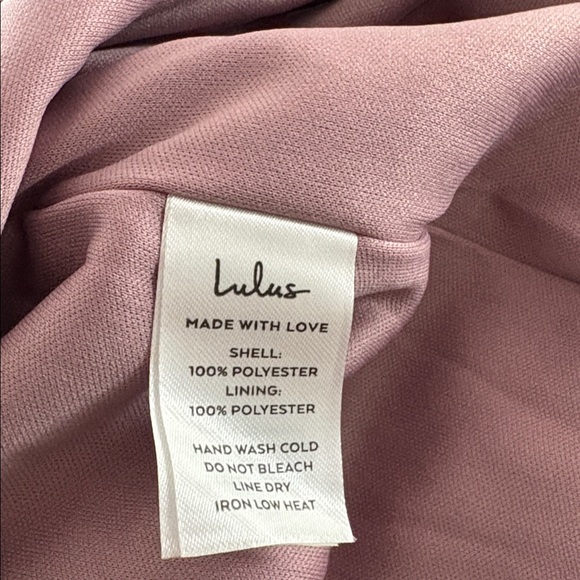 Lulus
MADE WITH LOVE
SHELL:
100% POLYESTER
LINING:
100% POLYESTER
HAND WASH COLD
DO NOT BLEACH
LINE DRY
IRON LOW HEAT